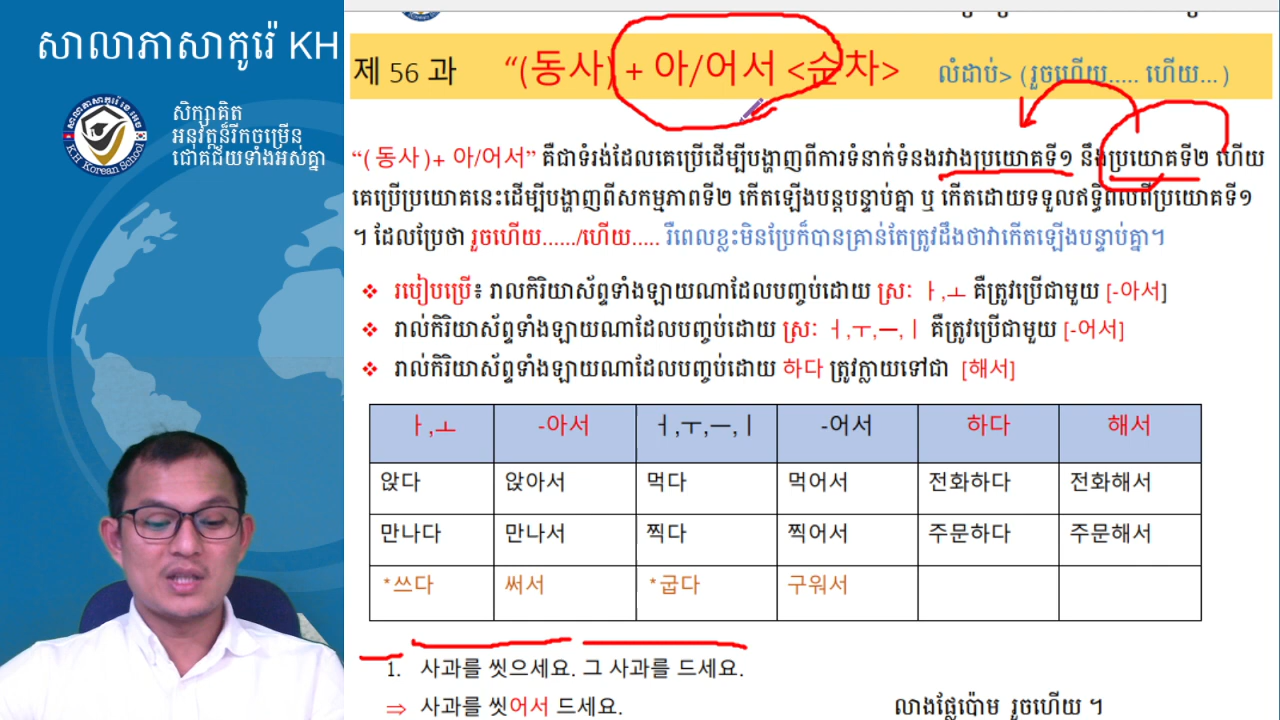 សាលាភាសាកូរ៉េ KH
សិក្សាគិត
អនុវត្តន៍រីកចម្រើន
ជោគជ័យទាំងអស់គ្នា
K.H Korean School
제 56 과 “(동사) + 아/어서 <순차> លំដាប់> (រួចហើយ..... ហើយ...)
“(동사)+ 아/어서” គឺជាទំរង់ដែលគេប្រើដើម្បីបង្ហាញពីការទំនាក់ទំនងរវាងប្រយោគទី១ នឹងប្រយោគទី២ ហើយ
គេប្រើប្រយោគនេះដើម្បីបង្ហាញពីសកម្មភាពទី២ កើតឡើងបន្តបន្ទាប់គ្នា ឬ កើតដោយទទួលឥទ្ធិពលពីប្រយោគទី១
។ ដែលប្រែថា រួចហើយ....../ហើយ..... រឺពេលខ្លះមិនប្រែក៏បានគ្រាន់តែត្រូវដឹងថាវាកើតឡើងបន្ទាប់គ្នា។
❖ របៀបប្រើ៖ រាលកិរិយាស័ព្ទទាំងឡាយណាដែលបញ្ចប់ដោយ ស្រៈ ㅏ,ㅗ គឺត្រូវប្រើជាមួយ [-아서]
❖ រាល់កិរិយាស័ព្ទទាំងឡាយណាដែលបញ្ចប់ដោយ ស្រៈ ㅓ,ㅜ,ㅡ,ㅣ គឺត្រូវប្រើជាមួយ [-어서]
❖ រាល់កិរិយាស័ព្ទទាំងឡាយណាដែលបញ្ចប់ដោយ 하다 ត្រូវក្លាយទៅជា [해서]
ㅏ,ㅗ -아서 ㅓ,ㅜ,ㅡ,ㅣ -어서 하다 해서
앉다 앉아서 먹다 먹어서 전화하다 전화해서
만나다 만나서 찍다 찍어서 주문하다 주문해서
*쓰다 써서 *굽다 구워서
1. 사과를 씻으세요. 그 사과를 드세요.
⇒ 사과를 씻어서 드세요. លាងផ្លែប៉ោម រួចហើយ ។